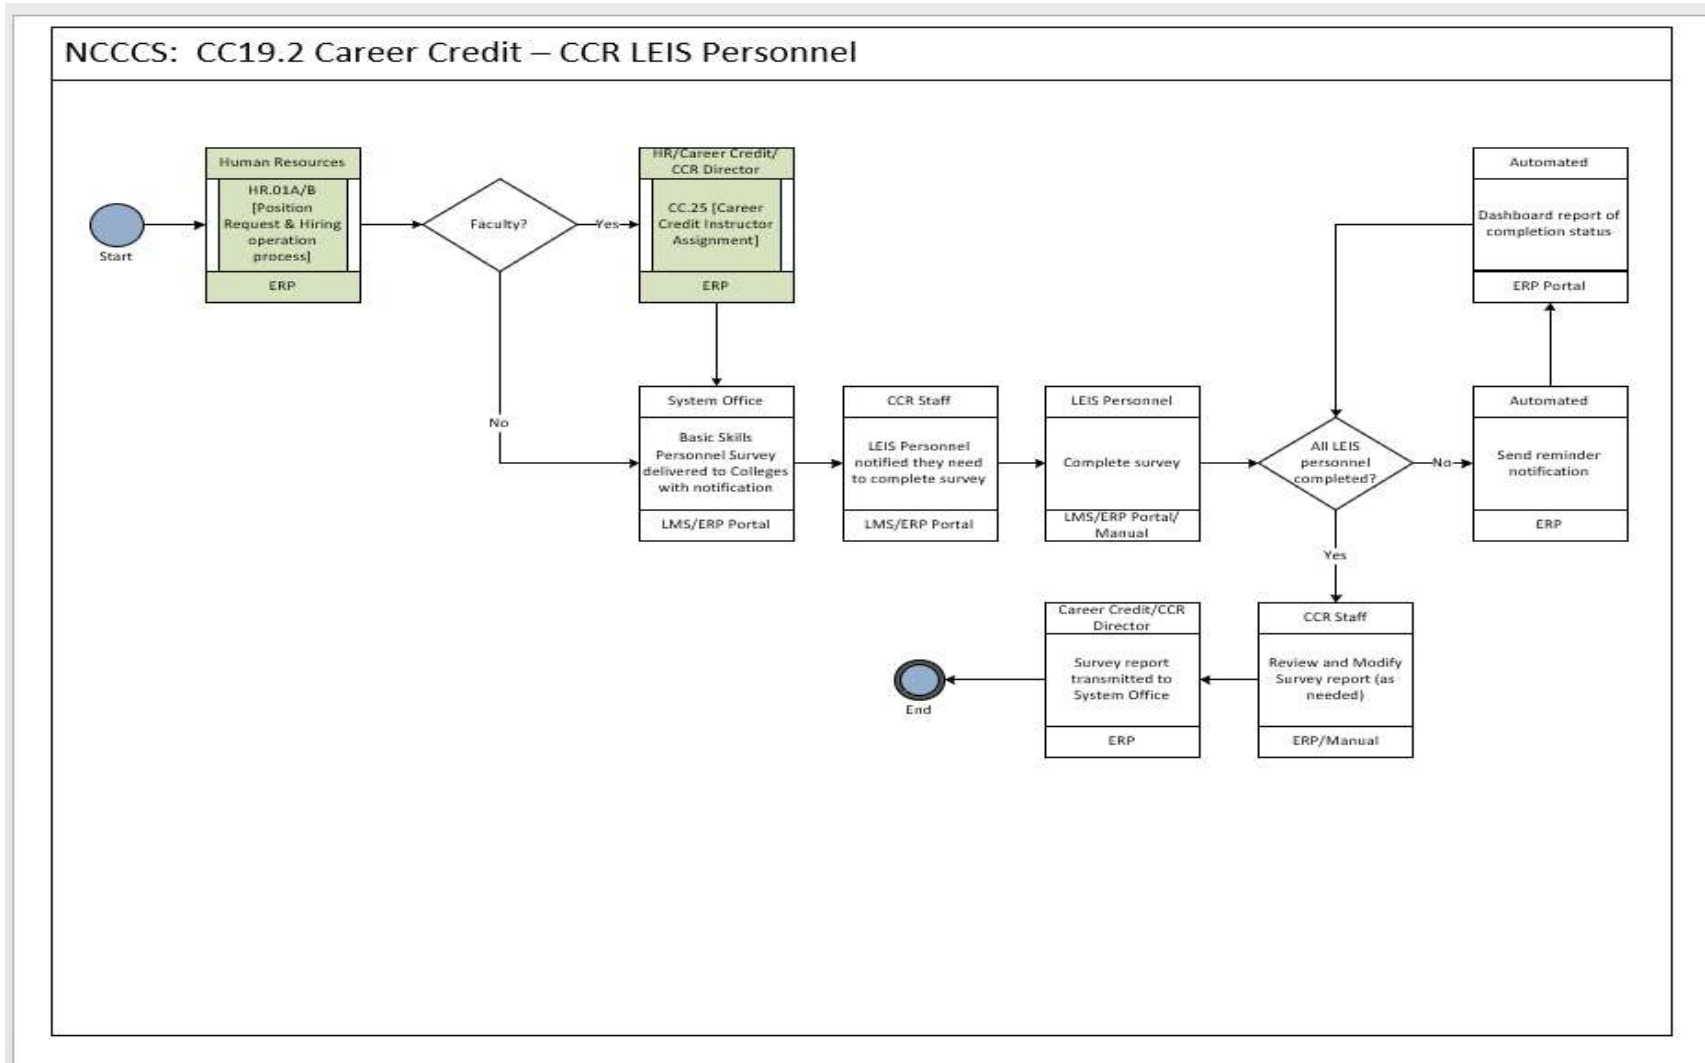 NCCCS:  CC19.2 Career Credit – CCR LEIS Personnel
Human Resources
HR.01A/B
[Position
Request & Hiring
operation
process]
ERP
Start
Faculty?
Yes
No
HR/Career Credit/
CCR Director
CC.25 [Career
Credit Instructor
Assignment]
ERP
Automated
Dashboard report of
completion status
ERP Portal
System Office
Basic Skills
Personnel Survey
delivered to Colleges
with notification
LMS/ERP Portal
CCR Staff
LEIS Personnel
notified they need
to complete survey
LMS/ERP Portal
LEIS Personnel
Complete survey
LMS/ERP Portal/
Manual
All LEIS
personnel
completed?
No
Yes
Automated
Send reminder
notification
ERP
CCR Staff
Review and Modify
Survey report (as
needed)
ERP/Manual
Career Credit/CCR
Director
Survey report
transmitted to
System Office
ERP
End